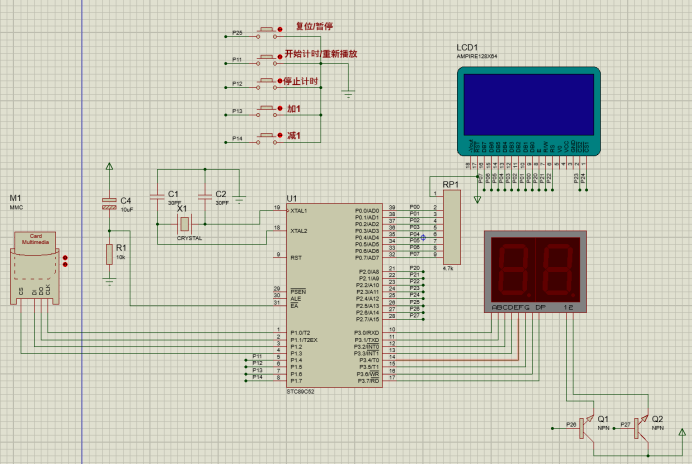 复位/暂停
P25
开始计时/重新播放
P11
停止计时
P12
加1
P13
减1
P14
LCD1
AMPIRE128X64
C4
10uF
R1
10k
C1
30PF
C2
30PF
X1
CRYSTAL
M1
MMC
Card
Multimedia
CS
DI
DO
CLK
U1
19 XTAL1
18 XTAL2
9 RST
29 PSEN
30 ALE
31 EA
1 P1.0/T2
2 P1.1/T2EX
3 P1.2
4 P1.3
P11 5 P1.4
P12 6 P1.5
P13 7 P1.6
P14 8 P1.7
STC89C52
P0.0/AD0 39 P00
P0.1/AD1 38 P01
P0.2/AD2 37 P02
P0.3/AD3 36 P03
P0.4/AD4 35 P04
P0.5/AD5 34 P05
P0.6/AD6 33 P06
P0.7/AD7 32 P07
P2.0/A8 21 P20
P2.1/A9 22 P21
P2.2/A10 23 P22
P2.3/A11 24 P23
P2.4/A12 25 P24
P2.5/A13 26 P25
P2.6/A14 27 P26
P2.7/A15 28 P27
P3.0/RXD 10
P3.1/TXD 11
P3.2/INT0 12
P3.3/INT1 13
P3.4/T0 14
P3.5/T1 15
P3.6/WR 16
P3.7/RD 17
RP1
1
2
3
4
5
6
7
8
9
4.7k
ABCDEFG DP
12
P26
Q1
NPN
P27
Q2
NPN